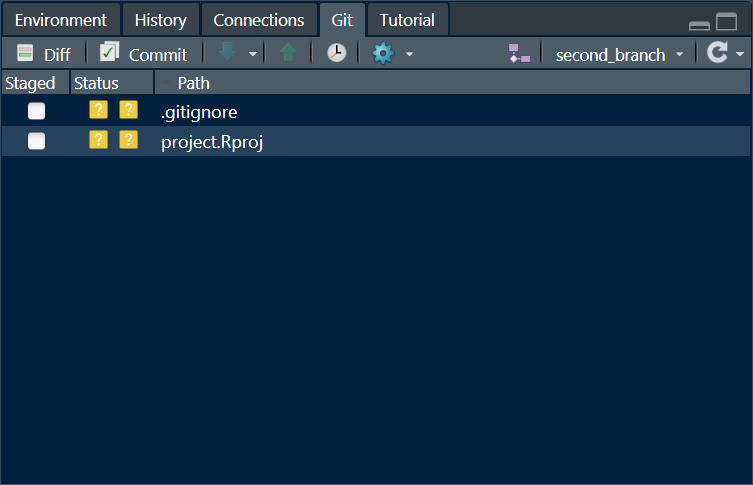 Environment History Connections Git Tutorial
Diff Commit second_branch
Staged Status Path
? ? .gitignore
? ? project.Rproj